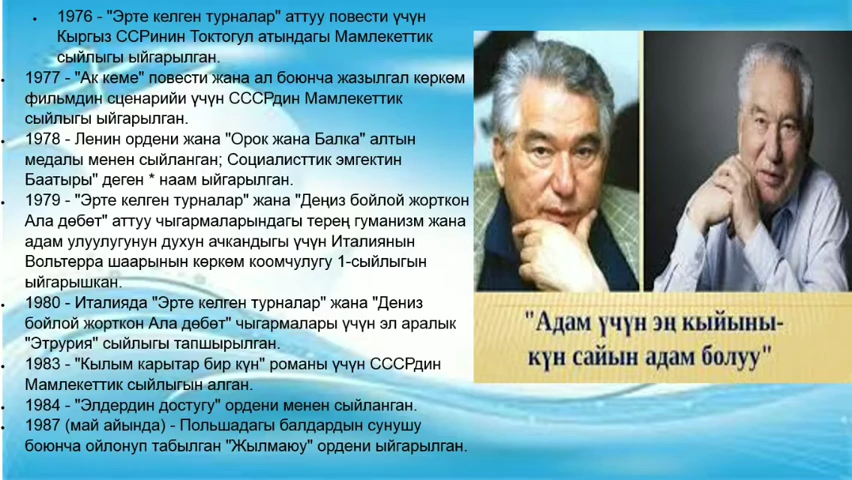 • 1976 - "Эрте келген турналар" аттуу повести үчүн
Кыргыз ССРинин Токтогул атындагы Мамлекеттик
сыйлыгы ыйгарылган.
• 1977 - "Ак кеме" повести жана ал боюнча жазылгал көркөм
фильмдин сценарийи үчүн СССРдин Мамлекеттик
сыйлыгы ыйгарылган.
• 1978 - Ленин ордени жана "Орок жана Балка" алтын
медалы менен сыйланган; Социалисттик эмгектин
Баатыры" деген * наам ыйгарылган.
• 1979 - "Эрте келген турналар" жана "Деңиз бойлой жорткон
Ала дөбөт" аттуу чыгармаларындагы терең гуманизм жана
адам улуулугунун духун ачкандыгы үчүн Италиянын
Вольтерра шаарынын көркөм коомчулугу 1-сыйлыгын
ыйгарышкан.
• 1980 - Италияда "Эрте келген турналар" жана "Дениз
бойлой жорткон Ала дөбөт" чыгармалары үчүн эл аралык
"Этрурия" сыйлыгы тапшырылган.
• 1983 - "Кылым карытар бир күн" романы үчүн СССРдин
Мамлекеттик сыйлыгын алган.
• 1984 - "Элдердин достугу" ордени менен сыйланган.
• 1987 (май айында) - Польшадагы балдардын сунушу
боюнча ойлонуп табылган "Жылмаюу" ордени ыйгарылган.
"Адам үчүн эң кыйыны-
күн сайын адам болуу"